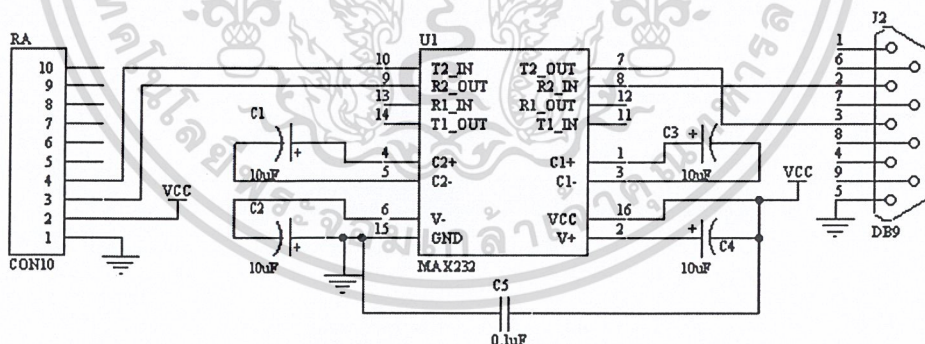 RA
10
9
8
7
6
5
4
3
2
1
CON10
VCC
C1
10uF
C2
10uF
U1
10 T2_IN
9 R2_OUT
13 R1_IN
14 T1_OUT
4 C2+
5 C2-
6 V-
15 GND
T2_OUT 7
R2_IN 8
R1_OUT 12
T1_IN 11
C1+ 1
C1- 3
VCC 16
V+ 2
MAX232
C3
10uF
C4
10uF
C5
0.1uF
VCC
J2
1
6
2
7
3
8
4
9
5
DB9